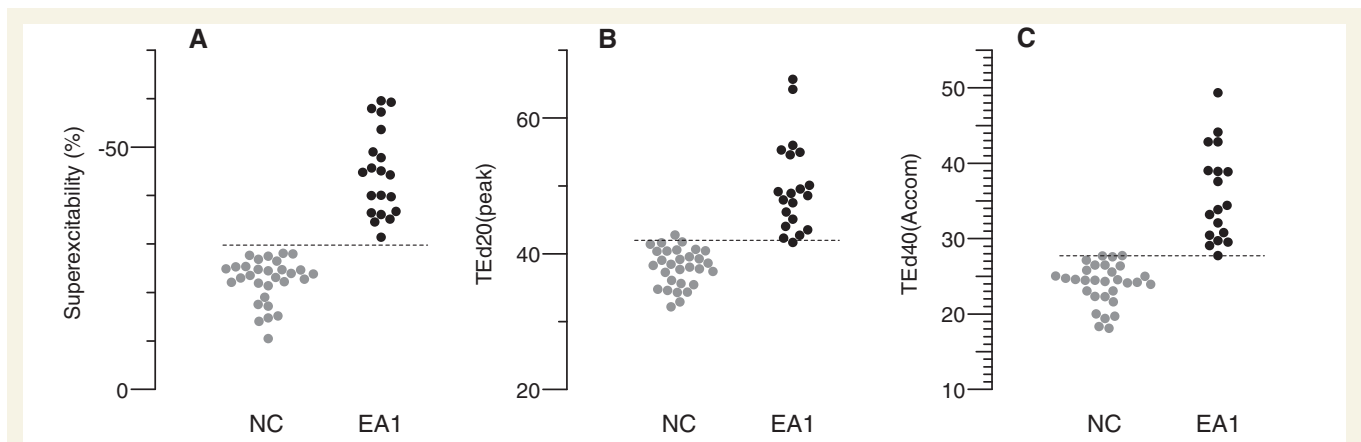 A
B
C
Superexcitability (%)
-50
0
NC
EA1
TEd20(peak)
60
40
20
NC
EA1
TEd40(Accom)
50
40
30
20
10
NC
EA1